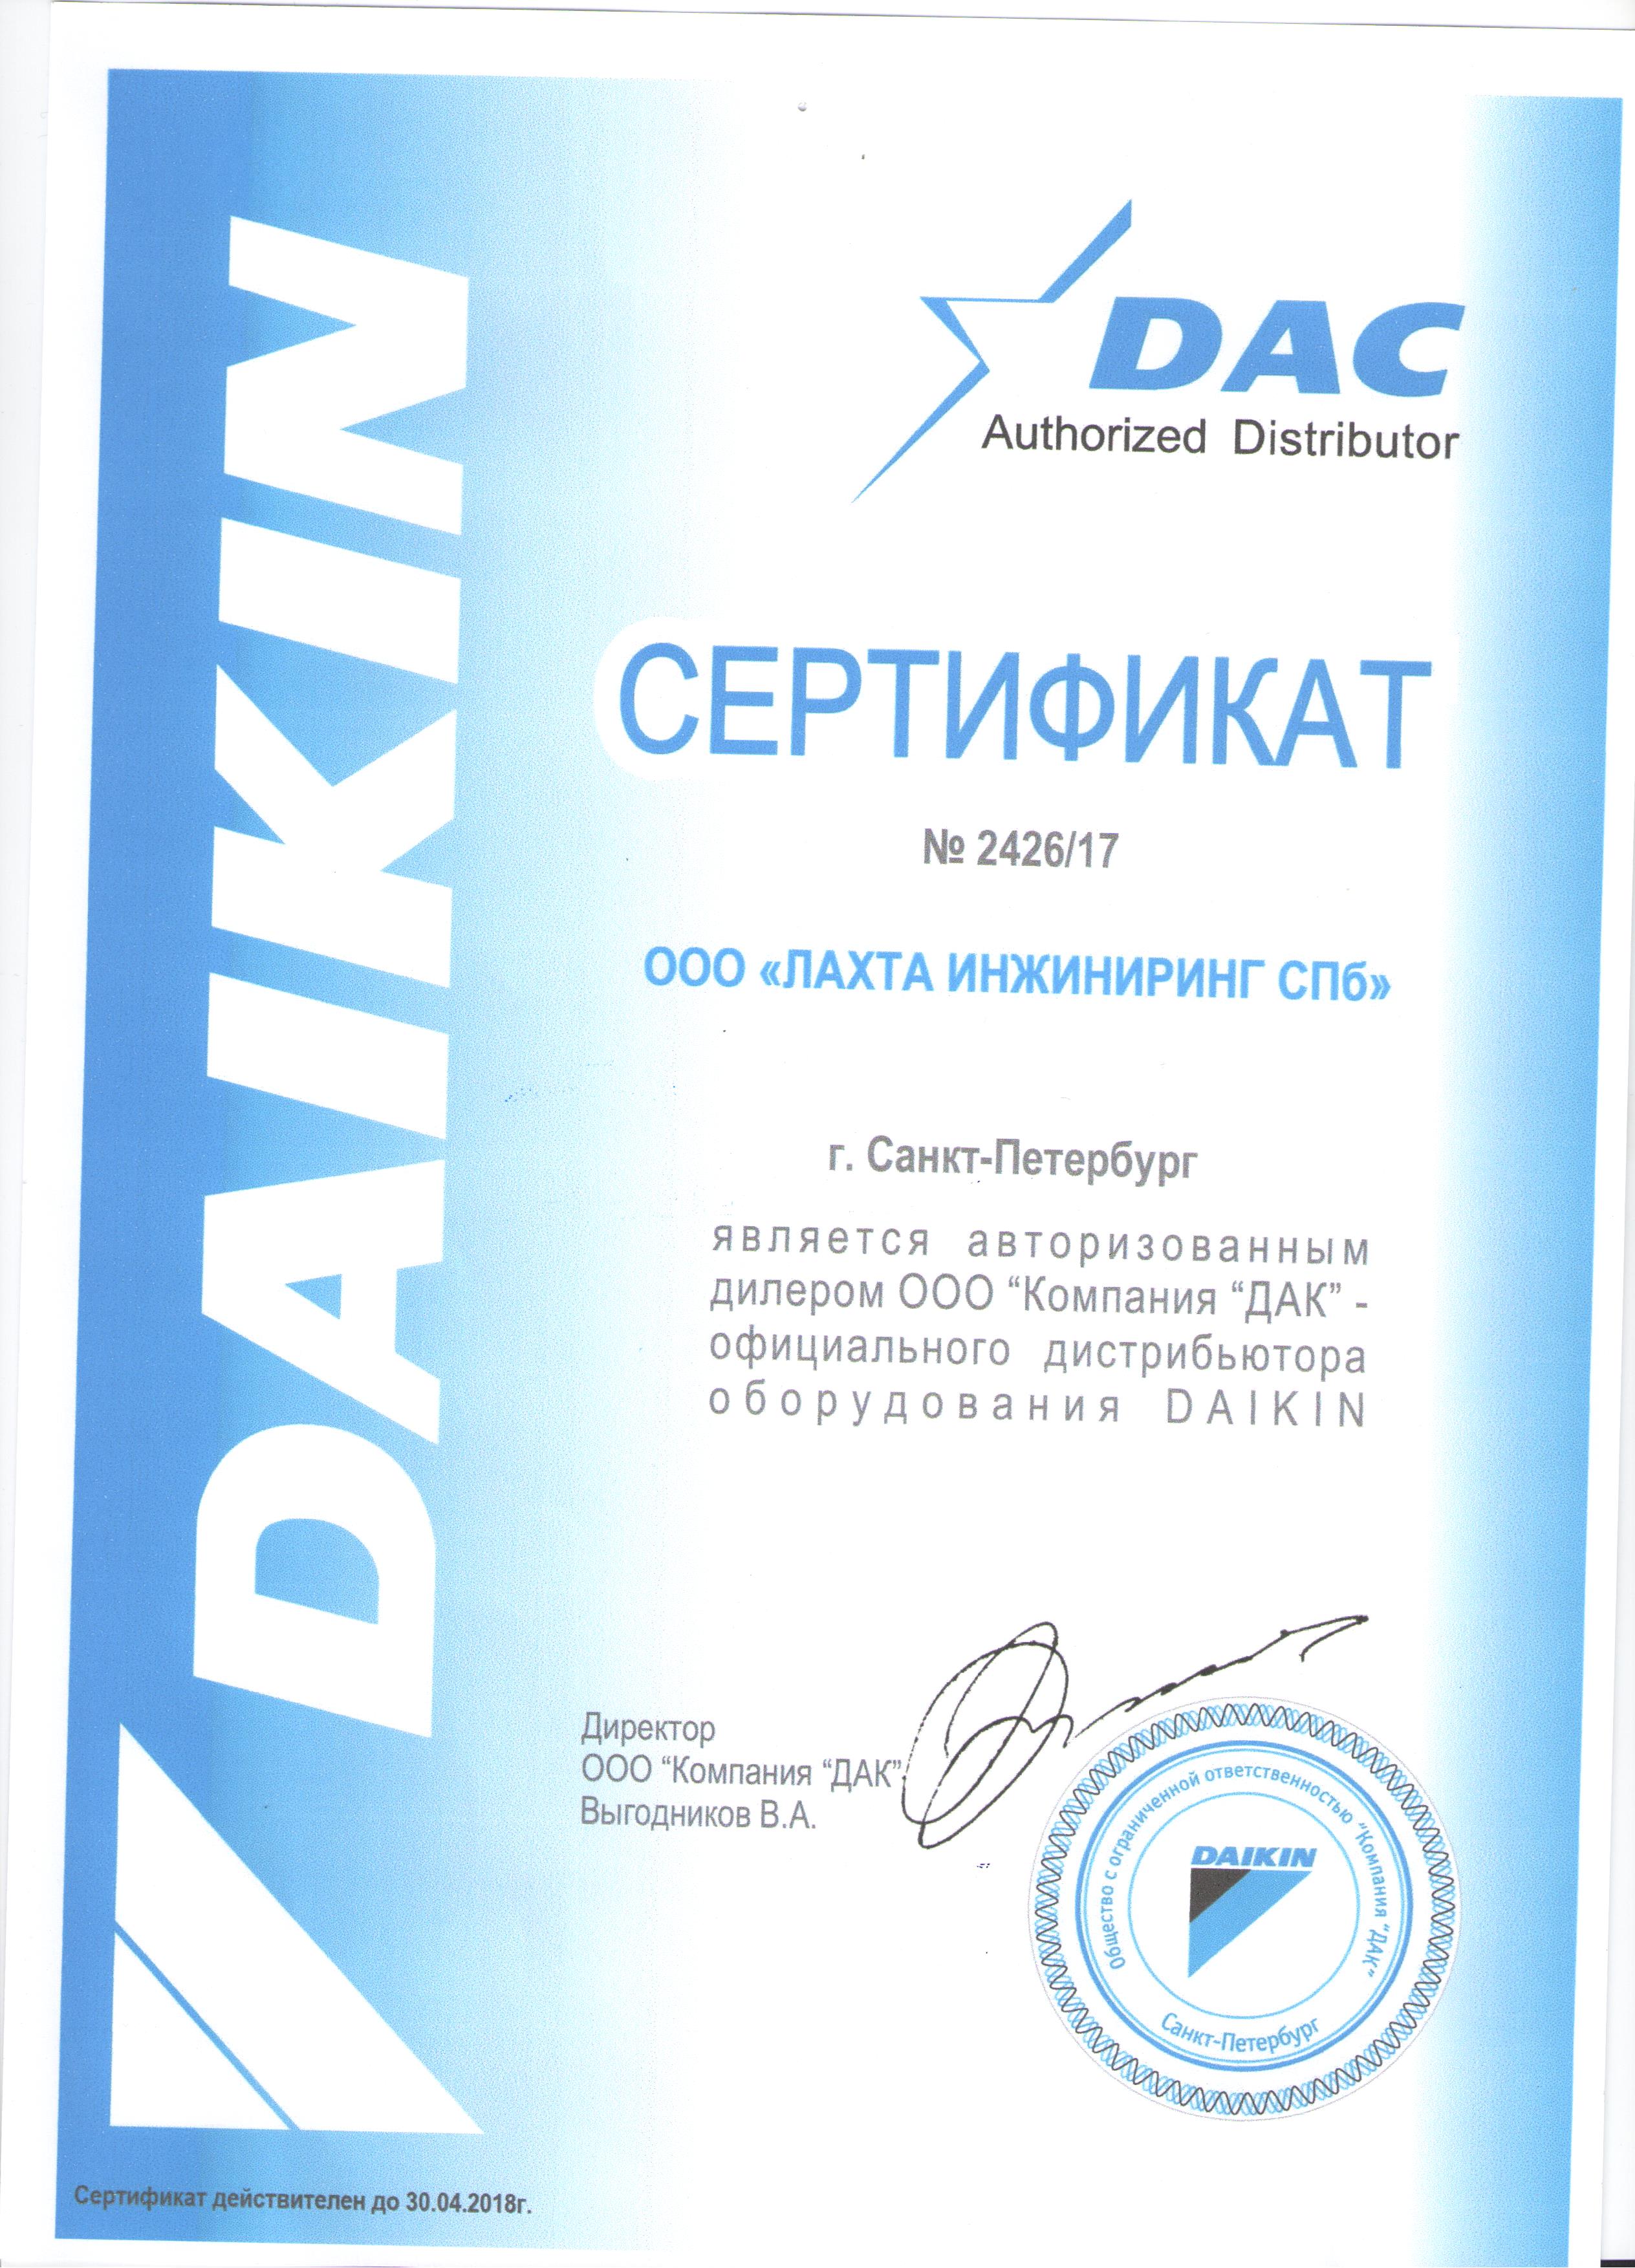 DAIKIN
DAC
Authorized Distributor
СЕРТИФИКАТ
№ 2426/17
ООО «ЛАХТА ИНЖИНИРИНГ СПб»
г. Санкт-Петербург
является авторизованным
дилером ООО “Компания “ДАК” -
официального дистрибьютора
оборудования DAIKIN
Директор
ООО “Компания “ДАК”
Выгодников В.А.
Общество с ограниченной ответственностью “Компания “ДАК”
DAIKIN
Санкт-Петербург
Сертификат действителен до 30.04.2018г.